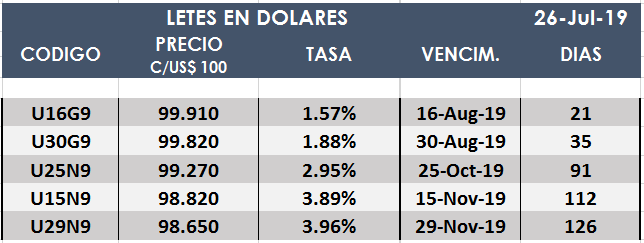 LETES EN DOLARES 26-Jul-19
CODIGO PRECIO C/US$ 100 TASA VENCIM. DIAS
U16G9 99.910 1.57% 16-Aug-19 21
U30G9 99.820 1.88% 30-Aug-19 35
U25N9 99.270 2.95% 25-Oct-19 91
U15N9 98.820 3.89% 15-Nov-19 112
U29N9 98.650 3.96% 29-Nov-19 126